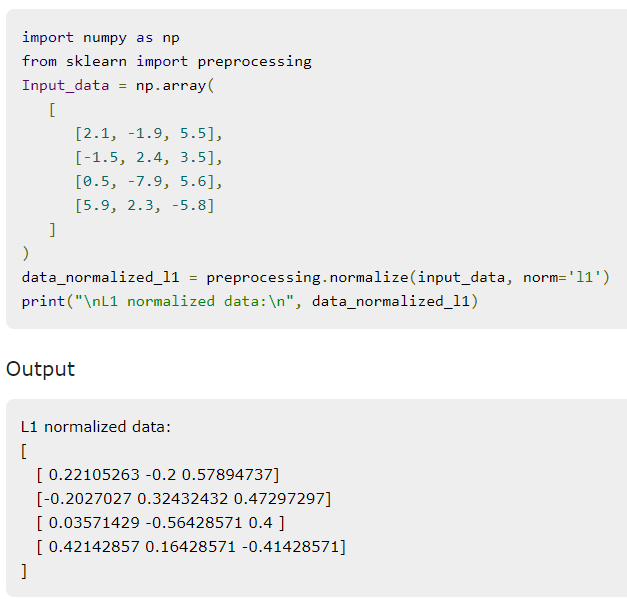 import numpy as np
from sklearn import preprocessing
Input_data = np.array(
[
[2.1, -1.9, 5.5],
[-1.5, 2.4, 3.5],
[0.5, -7.9, 5.6],
[5.9, 2.3, -5.8]
]
)
data_normalized_l1 = preprocessing.normalize(input_data, norm='l1')
print("\nL1 normalized data:\n", data_normalized_l1)
Output
L1 normalized data:
[
[ 0.22105263 -0.2 0.57894737]
[-0.2027027 0.32432432 0.47297297]
[ 0.03571429 -0.56428571 0.4 ]
[ 0.42142857 0.16428571 -0.41428571]
]